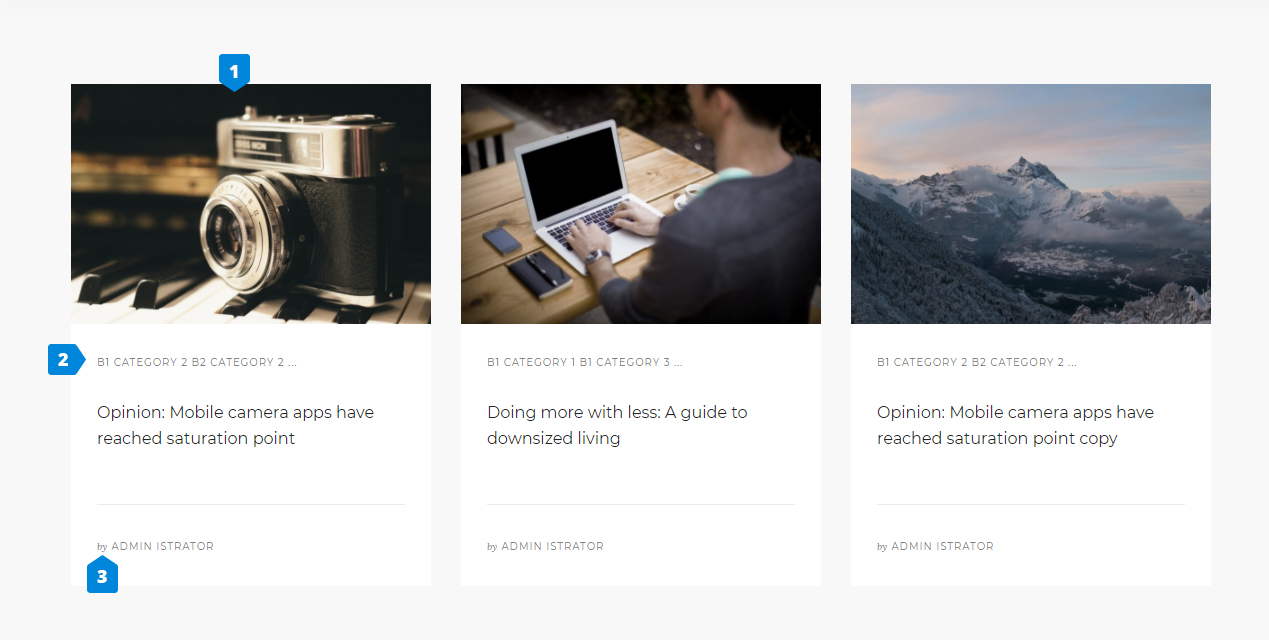 1
2
B1 CATEGORY 2 B2 CATEGORY 2 ...
Opinion: Mobile camera apps have
reached saturation point
by ADMIN ISTRATOR
3
B1 CATEGORY 1 B1 CATEGORY 3 ...
Doing more with less: A guide to
downsized living
by ADMIN ISTRATOR
B1 CATEGORY 2 B2 CATEGORY 2 ...
Opinion: Mobile camera apps have
reached saturation point copy
by ADMIN ISTRATOR